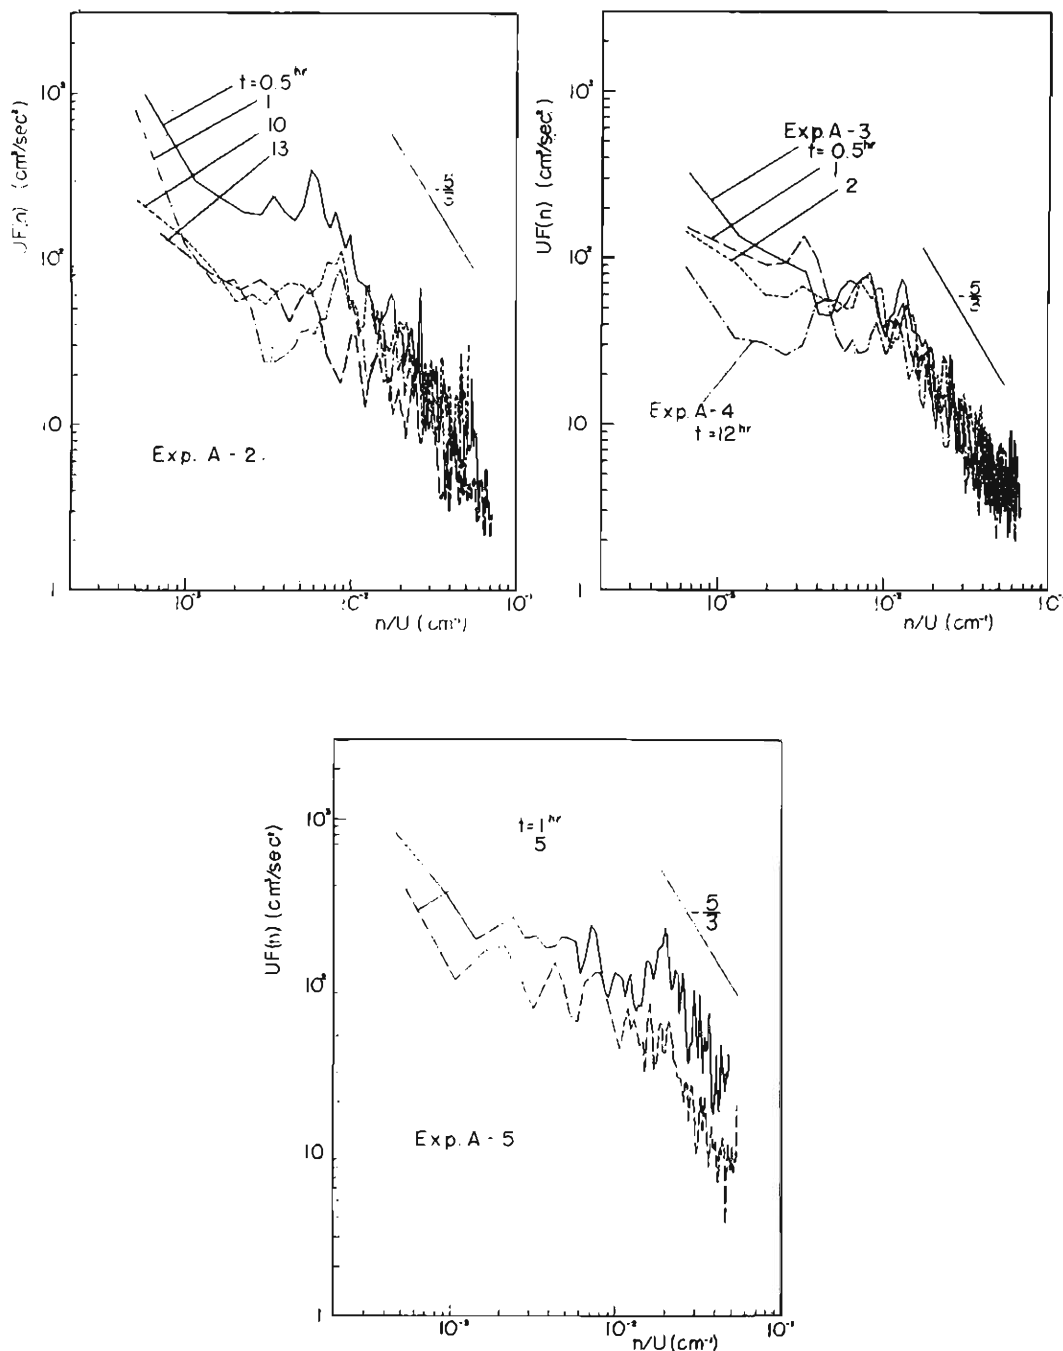 t=0.5hr
1
10
13
10³
10²
10
1
UF(n) (cm³/sec²)
Exp. A-2.
10⁻³
10⁻²
10⁻¹
n/U (cm⁻¹)
Exp. A-3
t=0.5hr
1
2
10³
10²
10
1
UF(n) (cm³/sec²)
-5/3
Exp. A-4
t=12hr
10⁻³
10⁻²
n/U (cm⁻¹)
t=1hr
5
10³
10²
10
1
UF(n) (cm³/sec²)
-5/3
Exp. A-5
10⁻³
10⁻²
10⁻¹
n/U (cm⁻¹)